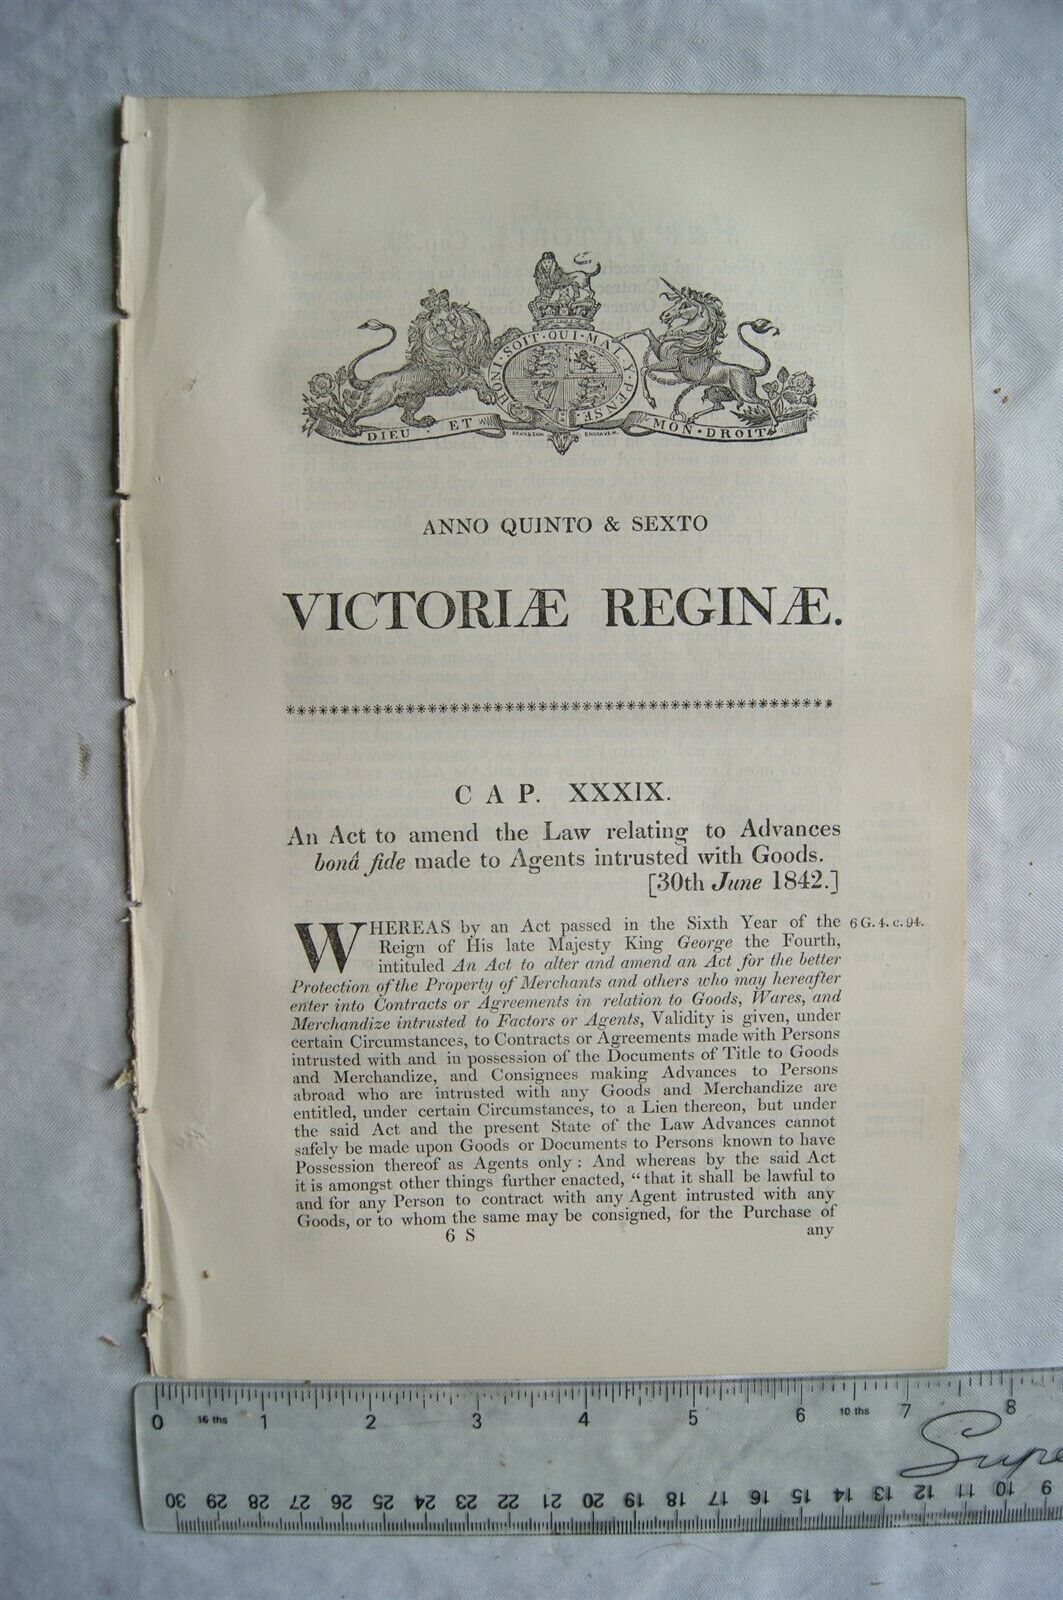 HONI · SOIT · QUI · MAL · Y · PENSE
DIEU · ET MON · DROIT
ANNO QUINTO & SEXTO
VICTORIÆ REGINÆ.
***************************************************
CAP. XXXIX.
An Act to amend the Law relating to Advances
bonâ fide made to Agents intrusted with Goods.
[30th June 1842.]
WHEREAS by an Act passed in the Sixth Year of the 6 G. 4. c. 94.
Reign of His late Majesty King George the Fourth,
intituled An Act to alter and amend an Act for the better
Protection of the Property of Merchants and others who may hereafter
enter into Contracts or Agreements in relation to Goods, Wares, and
Merchandize intrusted to Factors or Agents, Validity is given, under
certain Circumstances, to Contracts or Agreements made with Persons
intrusted with and in possession of the Documents of Title to Goods
and Merchandize, and Consignees making Advances to Persons
abroad who are intrusted with any Goods and Merchandize are
entitled, under certain Circumstances, to a Lien thereon, but under
the said Act and the present State of the Law Advances cannot
safely be made upon Goods or Documents to Persons known to have
Possession thereof as Agents only : And whereas by the said Act
it is amongst other things further enacted, “ that it shall be lawful to
and for any Person to contract with any Agent intrusted with any
Goods, or to whom the same may be consigned, for the Purchase of
6 S any
0 16 ths 1 2 3 4 5 6 10 ths 7 8
30 29 28 27 26 25 24 23 22 21 20 19 18 17 16 15 14 13 12 11 10 9